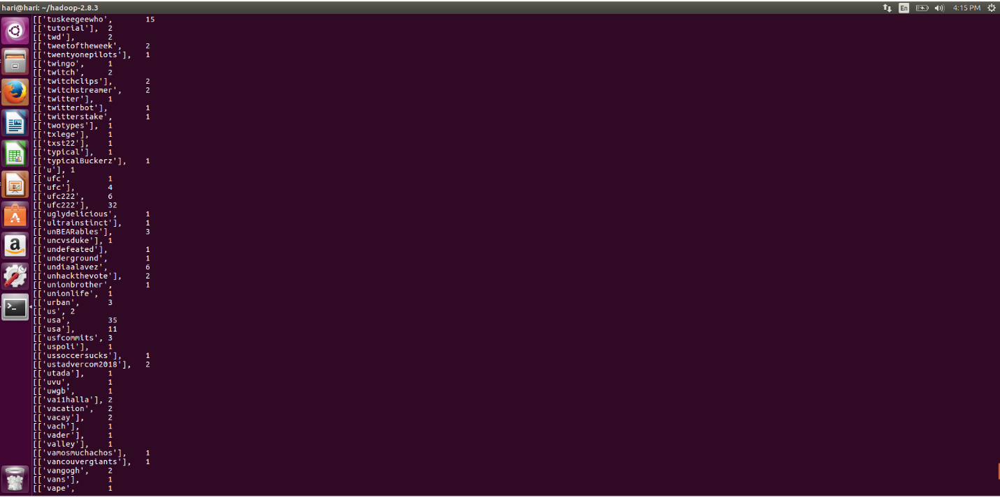 hari@hari: ~/hadoop-2.8.3 En 4:15 PM
[['tuskeegeewho', 15
[['tutorial'], 2
[['twd'], 2
[['tweetoftheweek', 2
[['twentyonepilots'], 1
[['twingo', 1
[['twitch', 2
[['twitchclips'], 2
[['twitchstreamer', 2
[['twitter'], 1
[['twitterbot'], 1
[['twitterstake', 1
[['twotypes'], 1
[['txlege'], 1
[['txst22'], 1
[['typical'], 1
[['typicalBuckerz'], 1
[['u'], 1
[['ufc', 1
[['ufc'], 4
[['ufc222', 6
[['ufc222'], 32
[['uglydelicious', 1
[['ultrainstinct'], 1
[['unBEARables'], 3
[['uncvsduke'], 1
[['undefeated'], 1
[['underground', 1
[['undiaalavez', 6
[['unhackthevote'], 2
[['unionbrother', 1
[['unionlife', 1
[['urban', 3
[['us', 2
[['usa', 35
[['usa'], 11
[['usfcommits', 3
[['uspoli'], 1
[['ussoccersucks'], 1
[['ustadvercom2018'], 2
[['utada'], 1
[['uvu', 1
[['uwgb', 1
[['va11halla'], 2
[['vacation', 2
[['vacay'], 2
[['vach'], 1
[['vader'], 1
[['valley'], 1
[['vamosmuchachos'], 1
[['vancouvergiants'], 1
[['vangogh', 2
[['vans'], 1
[['vape', 1